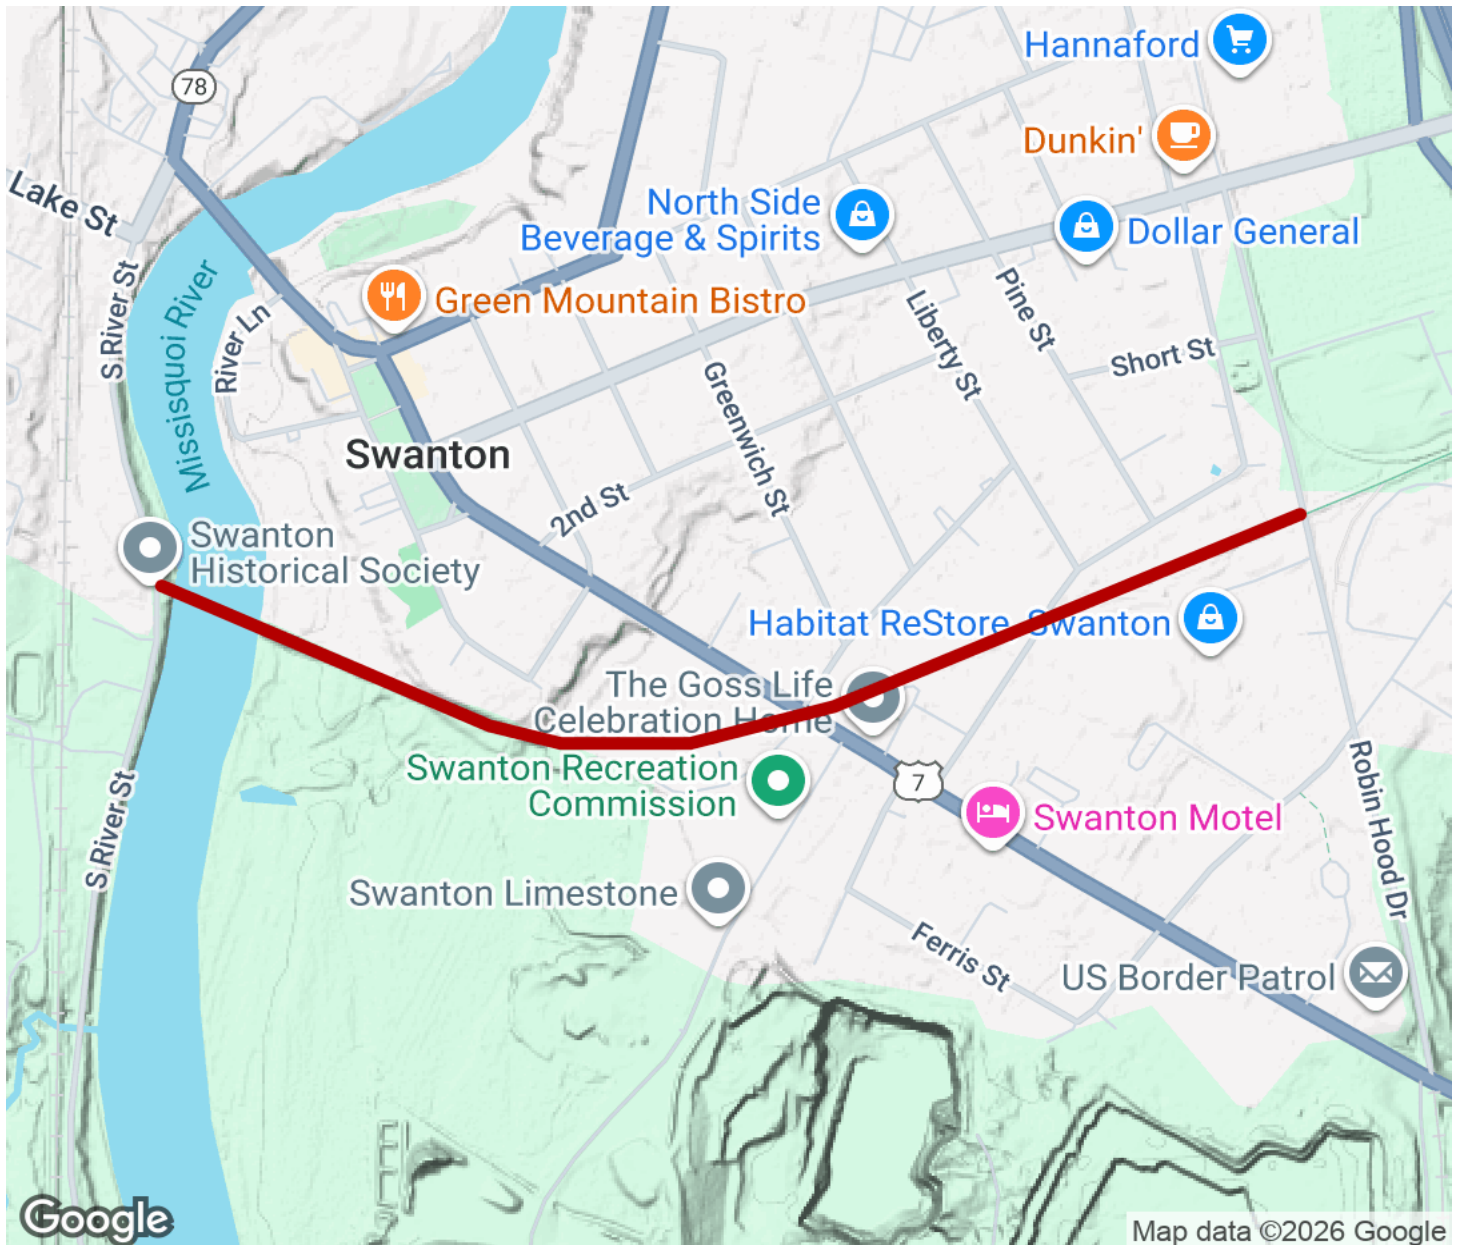 Hannaford
78
Dunkin'
Lake St
North Side
Beverage & Spirits
Dollar General
S River St
Missisquoi River
River Ln
Green Mountain Bistro
Liberty St
Pine St
Short St
Greenwich St
Swanton
2nd St
Swanton
Historical Society
Habitat ReStore, Swanton
The Goss Life
Celebration Home
Swanton Recreation
Commission
7
Swanton Motel
Robin Hood Dr
S River St
Swanton Limestone
Ferris St
US Border Patrol
Google
Map data ©2026 Google